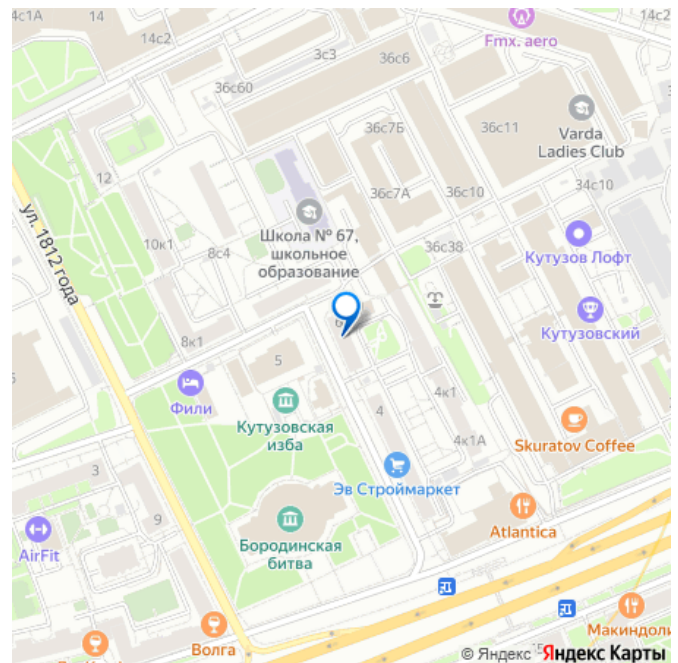 4с1А
14
14с2
14с2
Fmx. aero
3с3
36с6
36с60
36с7Б
36с11
Varda
Ladies Club
12
36с7А
36с10
34с10
ул. 1812 года
Школа № 67,
школьное
образование
10к1
8с4
36с38
Кутузов Лофт
Кутузовский
8к1
5
5
Фили
4к1
Кутузовская
изба
4
4к1А
Skuratov Coffee
3
Эв Строймаркет
9
Atlantica
AirFit
Бородинская
битва
Волга
Макиндоли
© Яндекс
Яндекс Карты